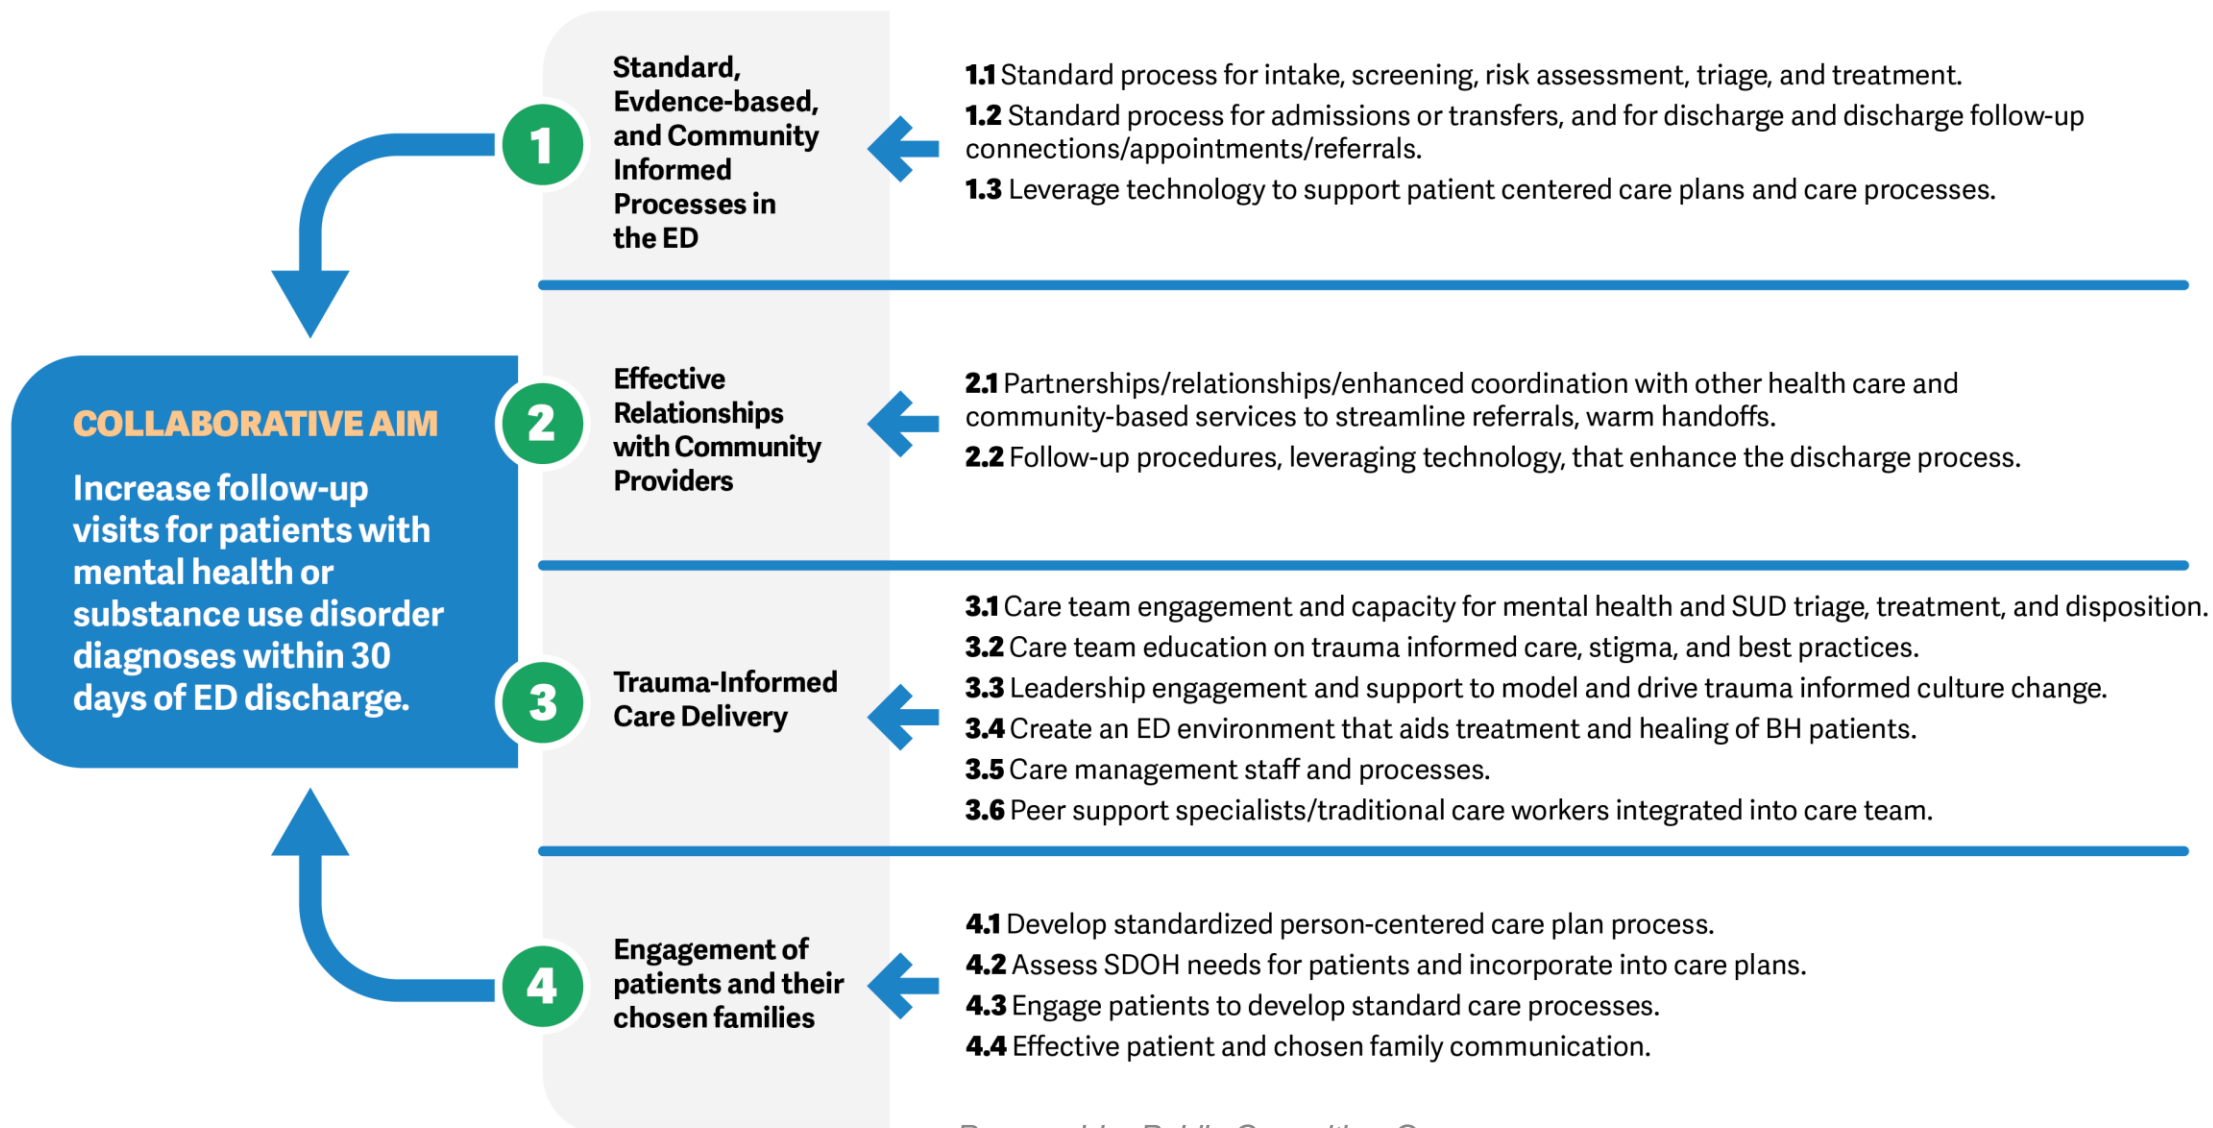 Standard,
Evdence-based,
and Community
Informed
Processes in
the ED
1
1.1 Standard process for intake, screening, risk assessment, triage, and treatment.
1.2 Standard process for admissions or transfers, and for discharge and discharge follow-up
connections/appointments/referrals.
1.3 Leverage technology to support patient centered care plans and care processes.
COLLABORATIVE AIM
Increase follow-up
visits for patients with
mental health or
substance use disorder
diagnoses within 30
days of ED discharge.
2
Effective
Relationships
with Community
Providers
2.1 Partnerships/relationships/enhanced coordination with other health care and
community-based services to streamline referrals, warm handoffs.
2.2 Follow-up procedures, leveraging technology, that enhance the discharge process.
3
Trauma-Informed
Care Delivery
3.1 Care team engagement and capacity for mental health and SUD triage, treatment, and disposition.
3.2 Care team education on trauma informed care, stigma, and best practices.
3.3 Leadership engagement and support to model and drive trauma informed culture change.
3.4 Create an ED environment that aids treatment and healing of BH patients.
3.5 Care management staff and processes.
3.6 Peer support specialists/traditional care workers integrated into care team.
4
Engagement of
patients and their
chosen families
4.1 Develop standardized person-centered care plan process.
4.2 Assess SDOH needs for patients and incorporate into care plans.
4.3 Engage patients to develop standard care processes.
4.4 Effective patient and chosen family communication.